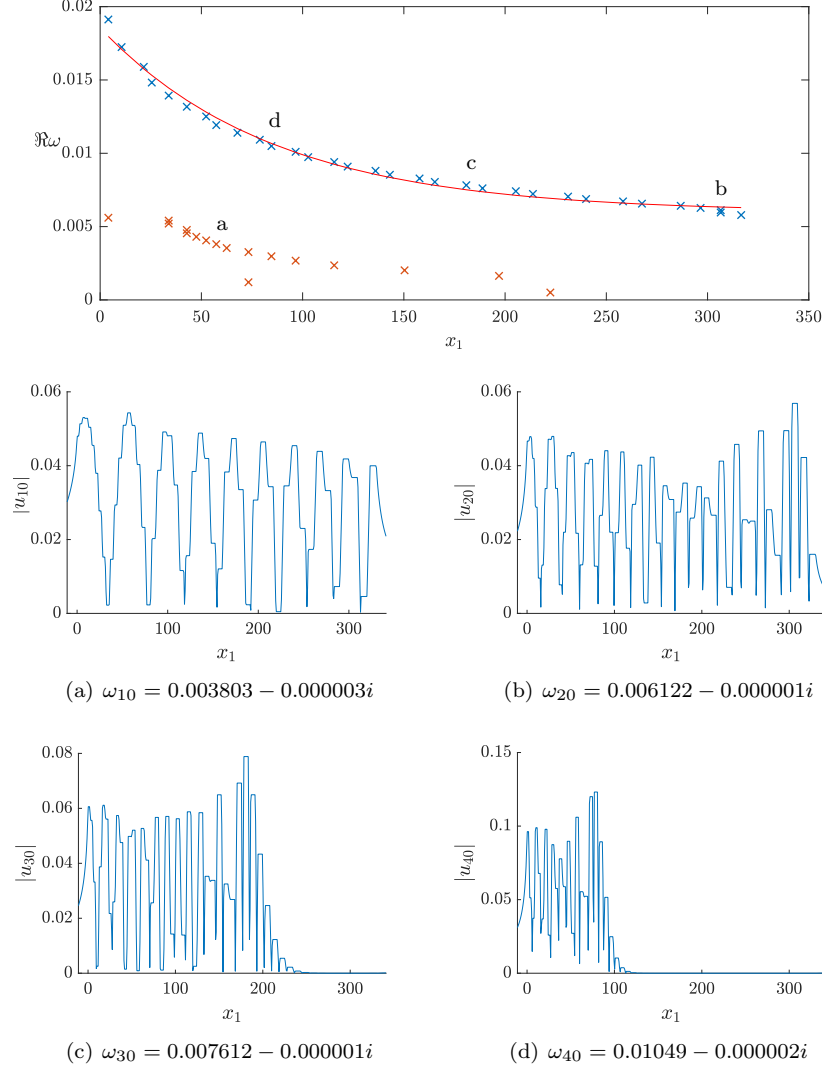 0.02
0.015
ℜω
0.01
0.005
0
d
c
b
a
0 50 100 150 200 250 300 350
x₁
0.06
0.04
0.02
0
|u₁₀|
0 100 200 300
x₁
(a) ω₁₀ = 0.003803 − 0.000003i
0.06
0.04
0.02
0
|u₂₀|
0 100 200 300
x₁
(b) ω₂₀ = 0.006122 − 0.000001i
0.08
0.06
0.04
0.02
0
|u₃₀|
0 100 200 300
x₁
(c) ω₃₀ = 0.007612 − 0.000001i
0.15
0.1
0.05
0
|u₄₀|
0 100 200 300
x₁
(d) ω₄₀ = 0.01049 − 0.000002i